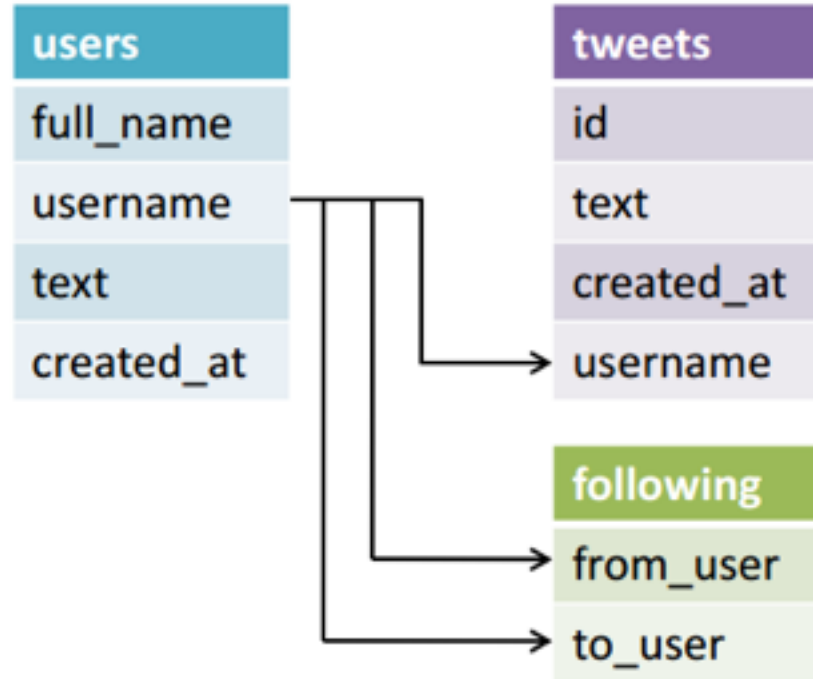 users
full_name
username
text
created_at
tweets
id
text
created_at
username
following
from_user
to_user